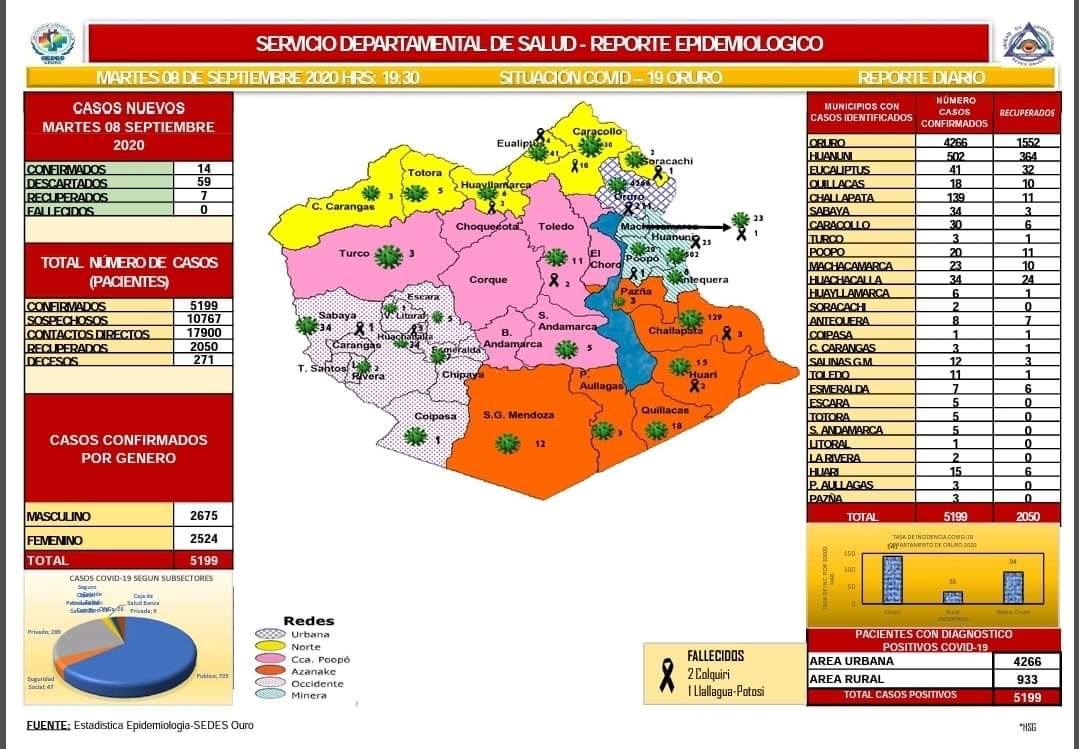 SERVICIO DEPARTAMENTAL DE SALUD - REPORTE EPIDEMIOLOGICO
MARTES 08 DE SEPTIEMBRE 2020 HRS: 19:30 SITUACIÓN COVID – 19 ORURO REPORTE DIARIO
CASOS NUEVOS
MARTES 08 SEPTIEMBRE
2020
CONFIRMADOS 14
DESCARTADOS 59
RECUPERADOS 7
FALLECIDOS 0
TOTAL NÚMERO DE CASOS
(PACIENTES)
CONFIRMADOS 5199
SOSPECHOSOS 10767
CONTACTOS DIRECTOS 17900
RECUPERADOS 2050
DECESOS 271
CASOS CONFIRMADOS
POR GENERO
MASCULINO 2675
FEMENINO 2524
TOTAL 5199
CASOS COVID-19 SEGUN SUBSECTORES
Seguro
Caja de
Salud Banca
Privada; 9
Privado; 289
Publico; 725
Suguridad
Social; 47
Caracollo
30
Eualiptus
41
10
2
Soracachi
1
Totora
5
Huayllamarca
6
2
C. Carangas
3
4266
Oruro
211
Choquecota
Toledo
11
2
Machacamarca
23
1
Huanuni
25
502
Turco
3
El
Choro
Poopó
20
1
8
Antequera
Corque
Pazña
3
Escara
V. Litoral
5
Sabaya
34
1
Huachacalla
Carangas
Esmeralda
T. Santos
Rivera
Chipaya
S.
Andamarca
5
B.
Andamarca
Challapata
129
3
15
Huari
2
P.
Aullagas
3
Quillacas
18
Coipasa
1
S.G. Mendoza
12
Redes
Urbana
Norte
Cca. Poopó
Azanake
Occidente
Minera
FALLECIDOS
2 Colquiri
1 Llallagua-Potosi
MUNICIPIOS CON CASOS IDENTIFICADOS NÚMERO CASOS CONFIRMADOS RECUPERADOS
ORURO 4266 1552
HUANUNI 502 364
EUCALIPTUS 41 32
QUILLACAS 18 10
CHALLAPATA 139 11
SABAYA 34 3
CARACOLLO 30 6
TURCO 3 1
POOPO 20 11
MACHACAMARCA 23 10
HUACHACALLA 34 24
HUAYLLAMARCA 6 1
SORACACHI 2 0
ANTEQUERA 8 7
COIPASA 1 1
C. CARANGAS 3 1
SALINAS G.M. 12 3
TOLEDO 11 1
ESMERALDA 7 6
ESCARA 5 0
TOTORA 5 0
S. ANDAMARCA 5 0
LITORAL 1 0
LA RIVERA 2 0
HUARI 15 6
P. AULLAGAS 3 0
PAZÑA 3 0
TOTAL 5199 2050
TASA DE INCIDENCIA COVID-19
DEPARTAMENTO DE ORURO 2020
TASA DE INC. POR 10000
HAB.
150
100
50
0
141
35
94
Oruro
Rural
Depto. Oruro
INCIDENCIA
PACIENTES CON DIAGNOSTICO
POSITIVOS COVID-19
AREA URBANA 4266
AREA RURAL 933
TOTAL CASOS POSITIVOS 5199
FUENTE: Estadistica Epidemiologia-SEDES Ouro
*HSG